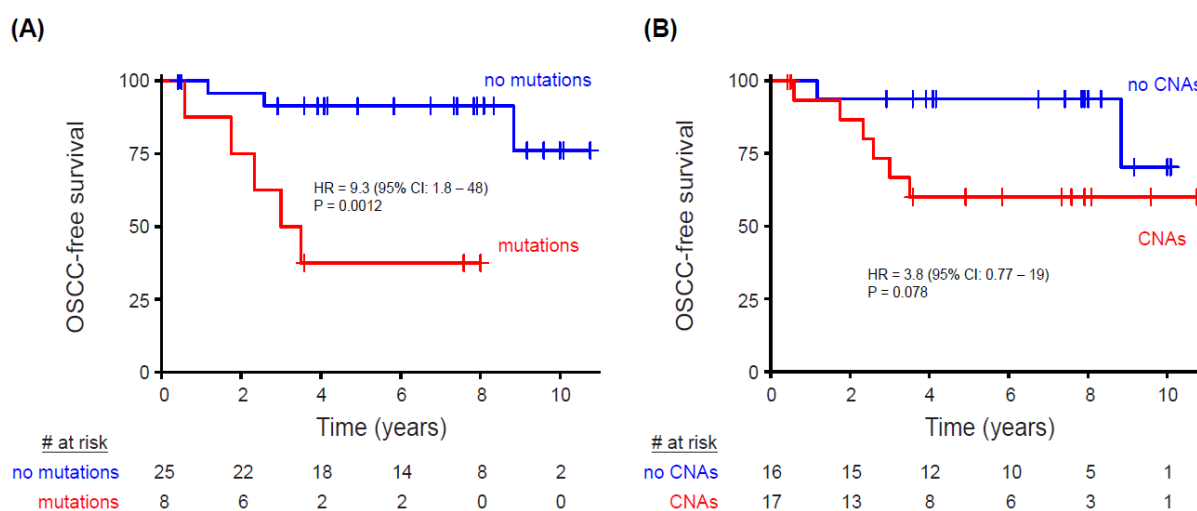 (A)
100
75
50
25
0
OSCC-free survival
no mutations
HR = 9.3 (95% CI: 1.8 – 48)
P = 0.0012
mutations
0 2 4 6 8 10
Time (years)
# at risk
no mutations 25 22 18 14 8 2
mutations 8 6 2 2 0 0
(B)
100
75
50
25
0
OSCC-free survival
no CNAs
CNAs
HR = 3.8 (95% CI: 0.77 – 19)
P = 0.078
0 2 4 6 8 10
Time (years)
# at risk
no CNAs 16 15 12 10 5 1
CNAs 17 13 8 6 3 1